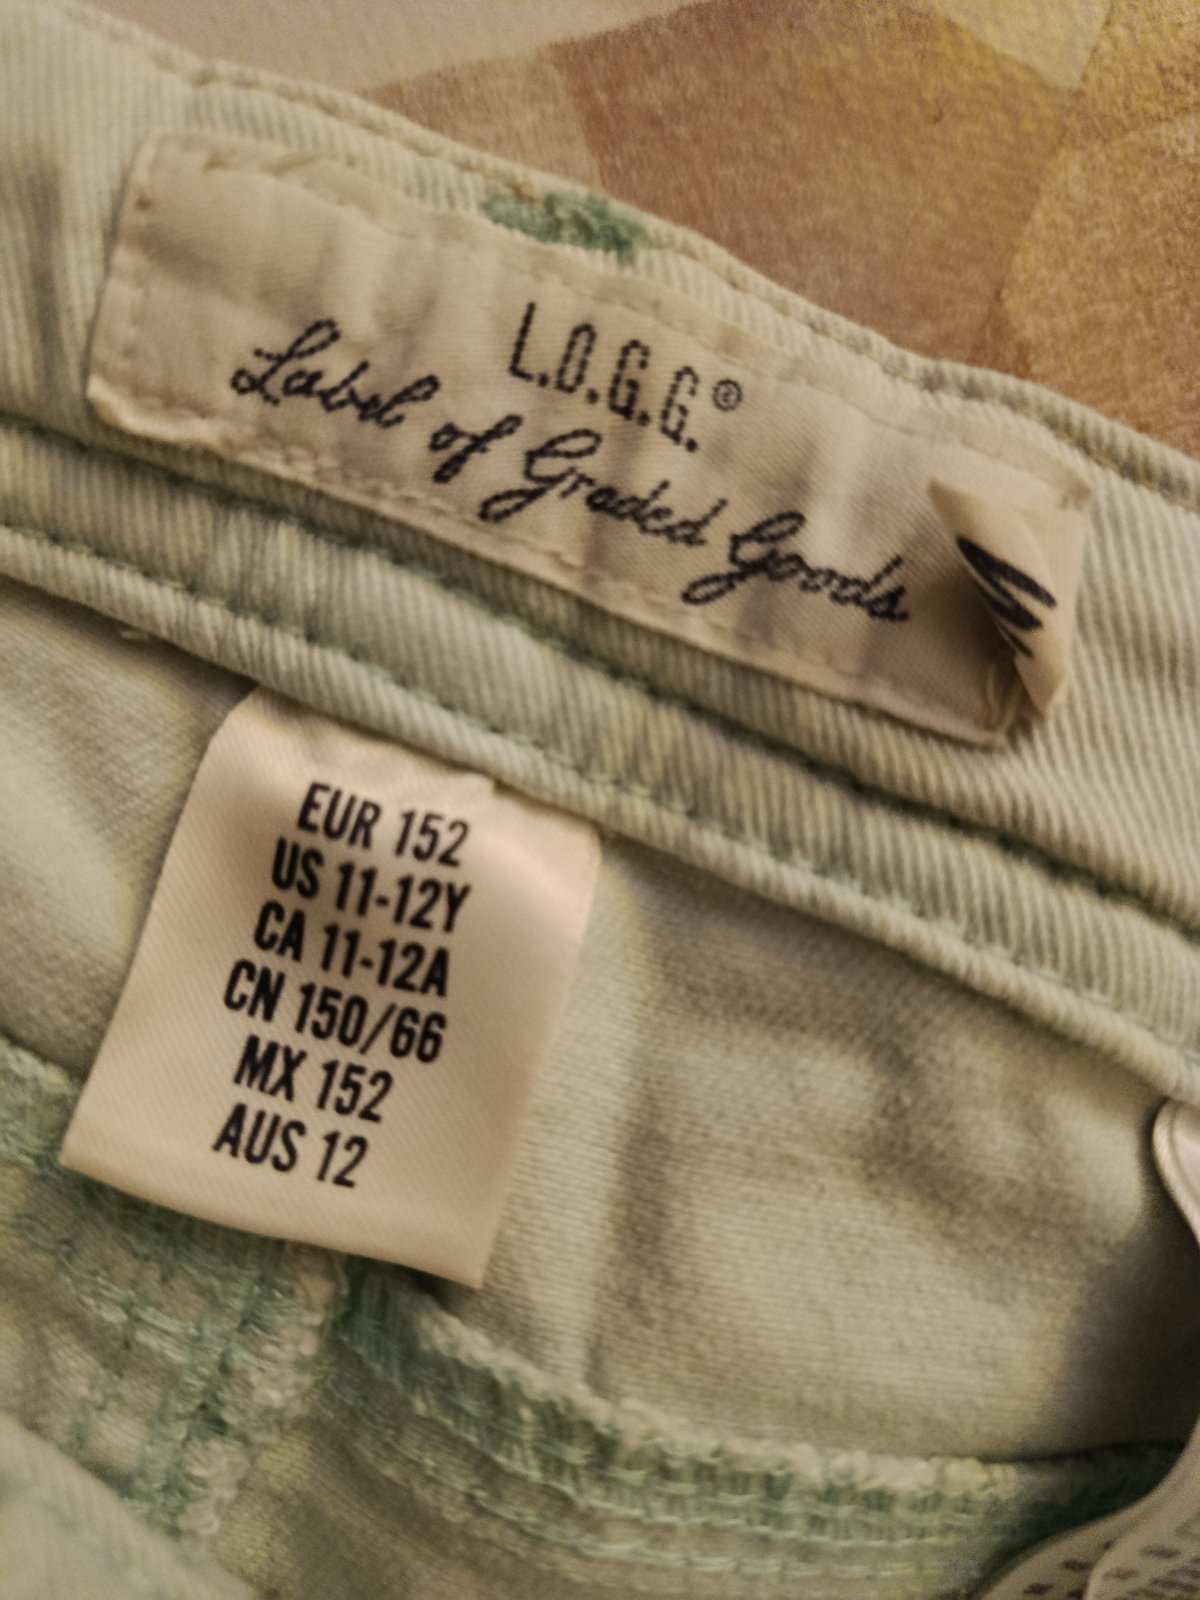 L.O.G.G.®
Label of Graded Goods
EUR 152
US 11-12Y
CA 11-12A
CN 150/66
MX 152
AUS 12